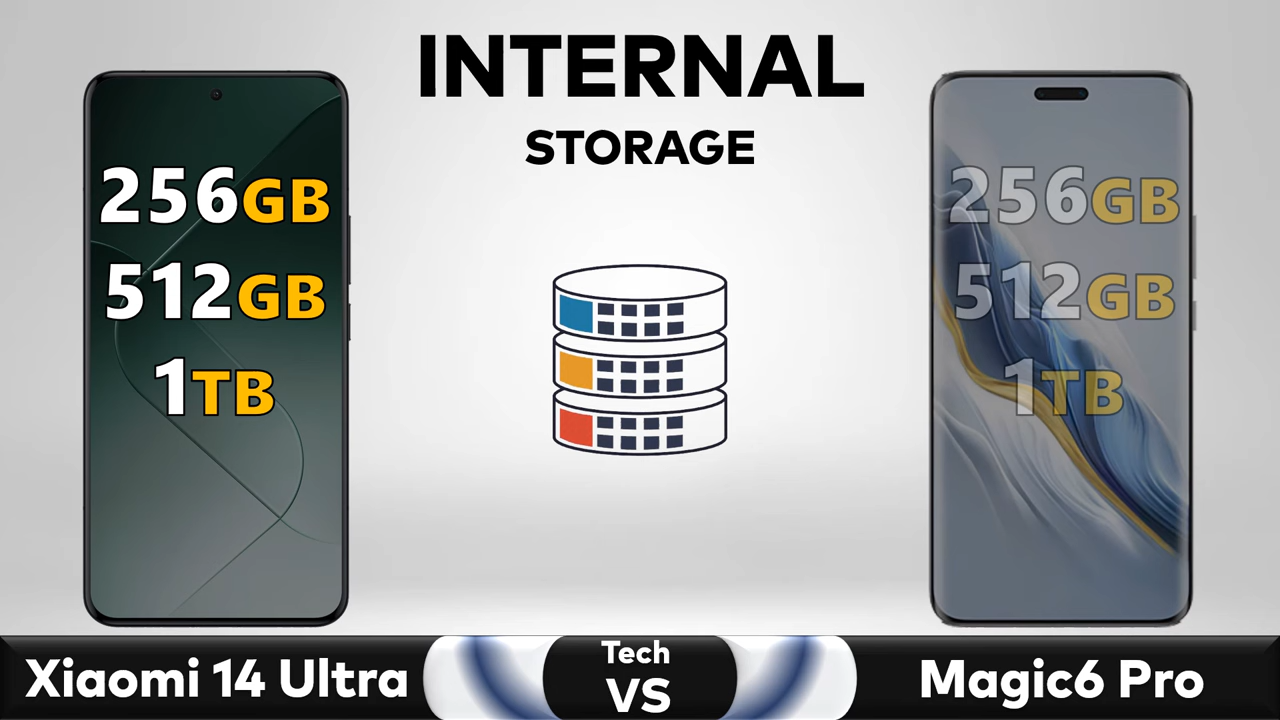 INTERNAL
STORAGE
256GB
512GB
1TB
256GB
512GB
1TB
Xiaomi 14 Ultra
Tech
VS
Magic6 Pro